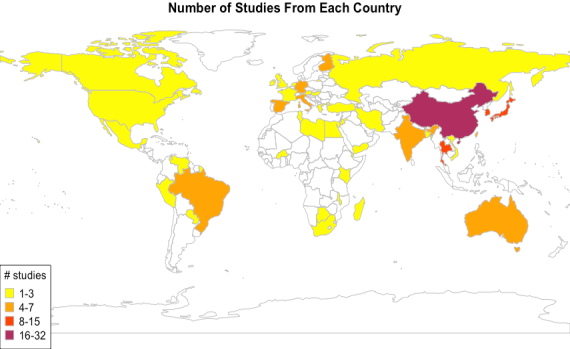 Number of Studies From Each Country
# studies
1-3
4-7
8-15
16-32